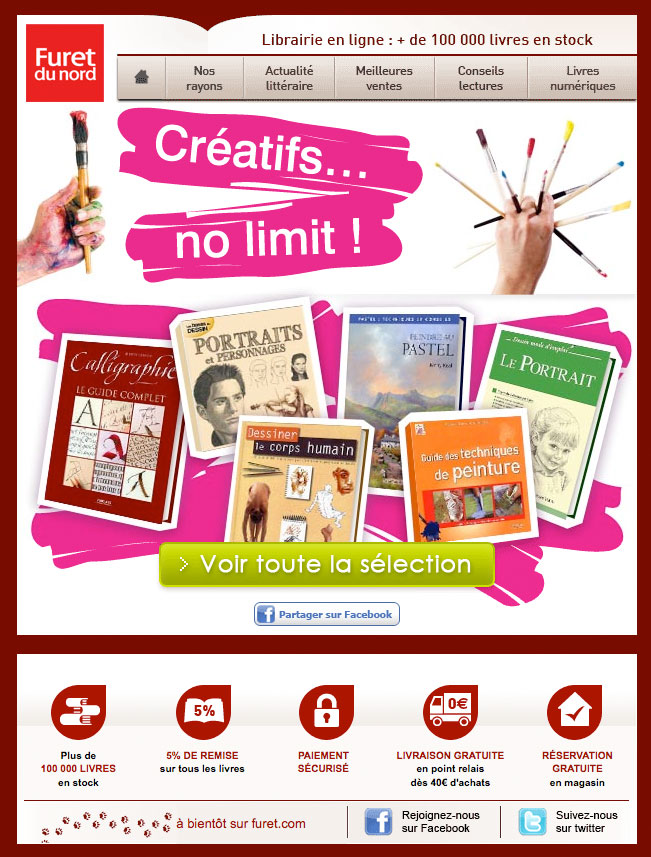 Furet
du nord
Librairie en ligne : + de 100 000 livres en stock
Nos
rayons
Actualité
littéraire
Meilleures
ventes
Conseils
lectures
Livres
numériques
Créatifs...
no limit !
Calligraphie
LE GUIDE COMPLET
PORTRAITS
et PERSONNAGES
PASTEL
LE PORTRAIT
Dessiner
le corps humain
Guide des techniques
de peinture
> Voir toute la sélection
Partager sur Facebook
5%
0€
Plus de
100 000 LIVRES
en stock
5% DE REMISE
sur tous les livres
PAIEMENT
SÉCURISÉ
LIVRAISON GRATUITE
en point relais
dès 40€ d'achats
RÉSERVATION
GRATUITE
en magasin
à bientôt sur furet.com
Rejoignez-nous
sur Facebook
Suivez-nous
sur twitter